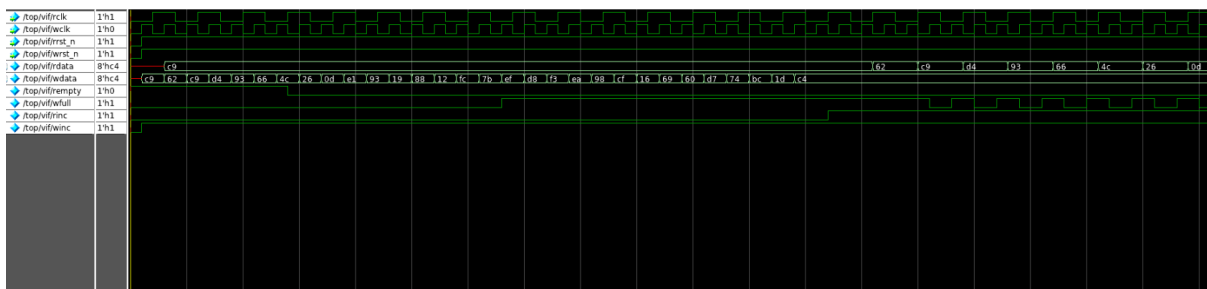 /top/vif/rclk 1'h1
/top/vif/wclk 1'h0
/top/vif/rrst_n 1'h1
/top/vif/wrst_n 1'h1
/top/vif/rdata 8'hc4 c9 62 c9 d4 93 66 4c 26 0d
/top/vif/wdata 8'hc4 c9 62 c9 d4 93 66 4c 26 0d e1 93 19 88 12 fc 7b ef d8 f3 ea 98 cf 16 69 60 d7 74 bc 1d c4
/top/vif/rempty 1'h0
/top/vif/wfull 1'h1
/top/vif/rinc 1'h1
/top/vif/winc 1'h1